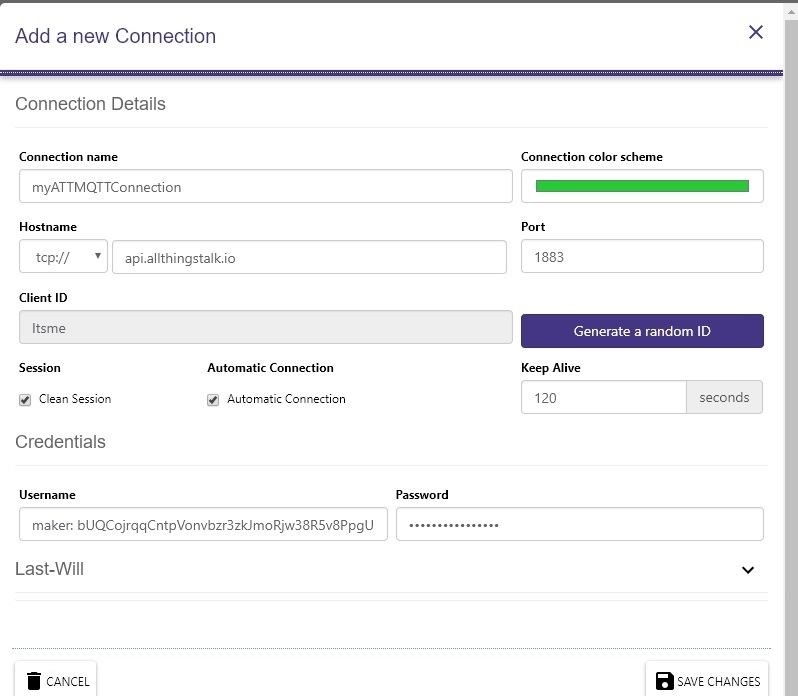 Add a new Connection
Connection Details
Connection name
Connection color scheme
myATTMQTTConnection
Hostname
Port
tcp://
api.allthingstalk.io
1883
Client ID
Itsme
Generate a random ID
Session
Automatic Connection
Keep Alive
Clean Session
Automatic Connection
120
seconds
Credentials
Username
Password
maker: bUQCojrqqCntpVonvbzr3zkJmoRjw38R5v8PpgU
••••••••••••••••
Last-Will
CANCEL
SAVE CHANGES